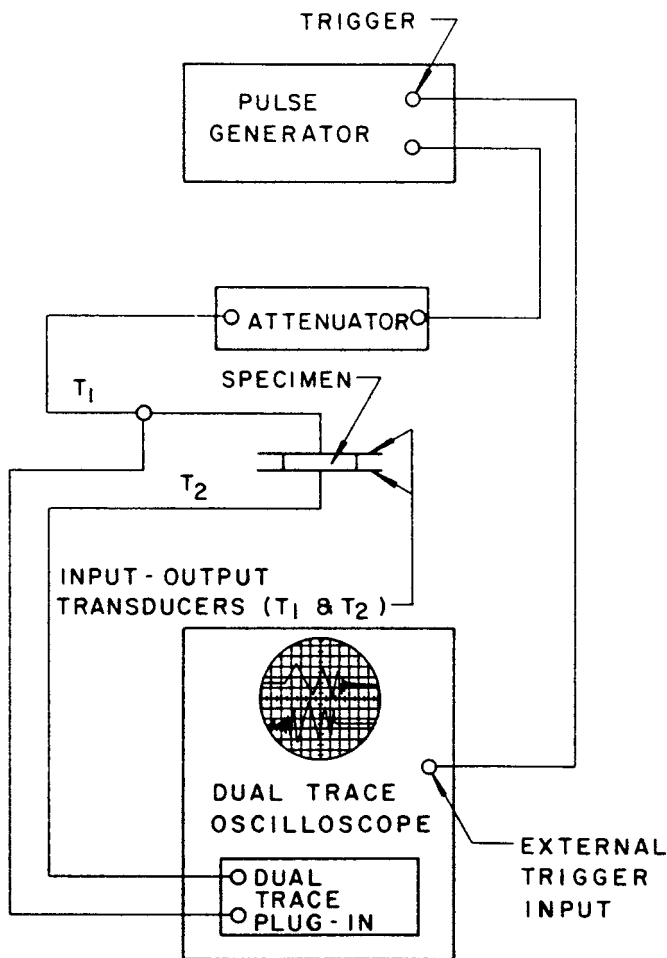 TRIGGER
PULSE
GENERATOR
ATTENUATOR
SPECIMEN
T1
T2
INPUT - OUTPUT
TRANSDUCERS (T1 & T2)
DUAL TRACE
OSCILLOSCOPE
EXTERNAL
TRIGGER
INPUT
DUAL
TRACE
PLUG-IN